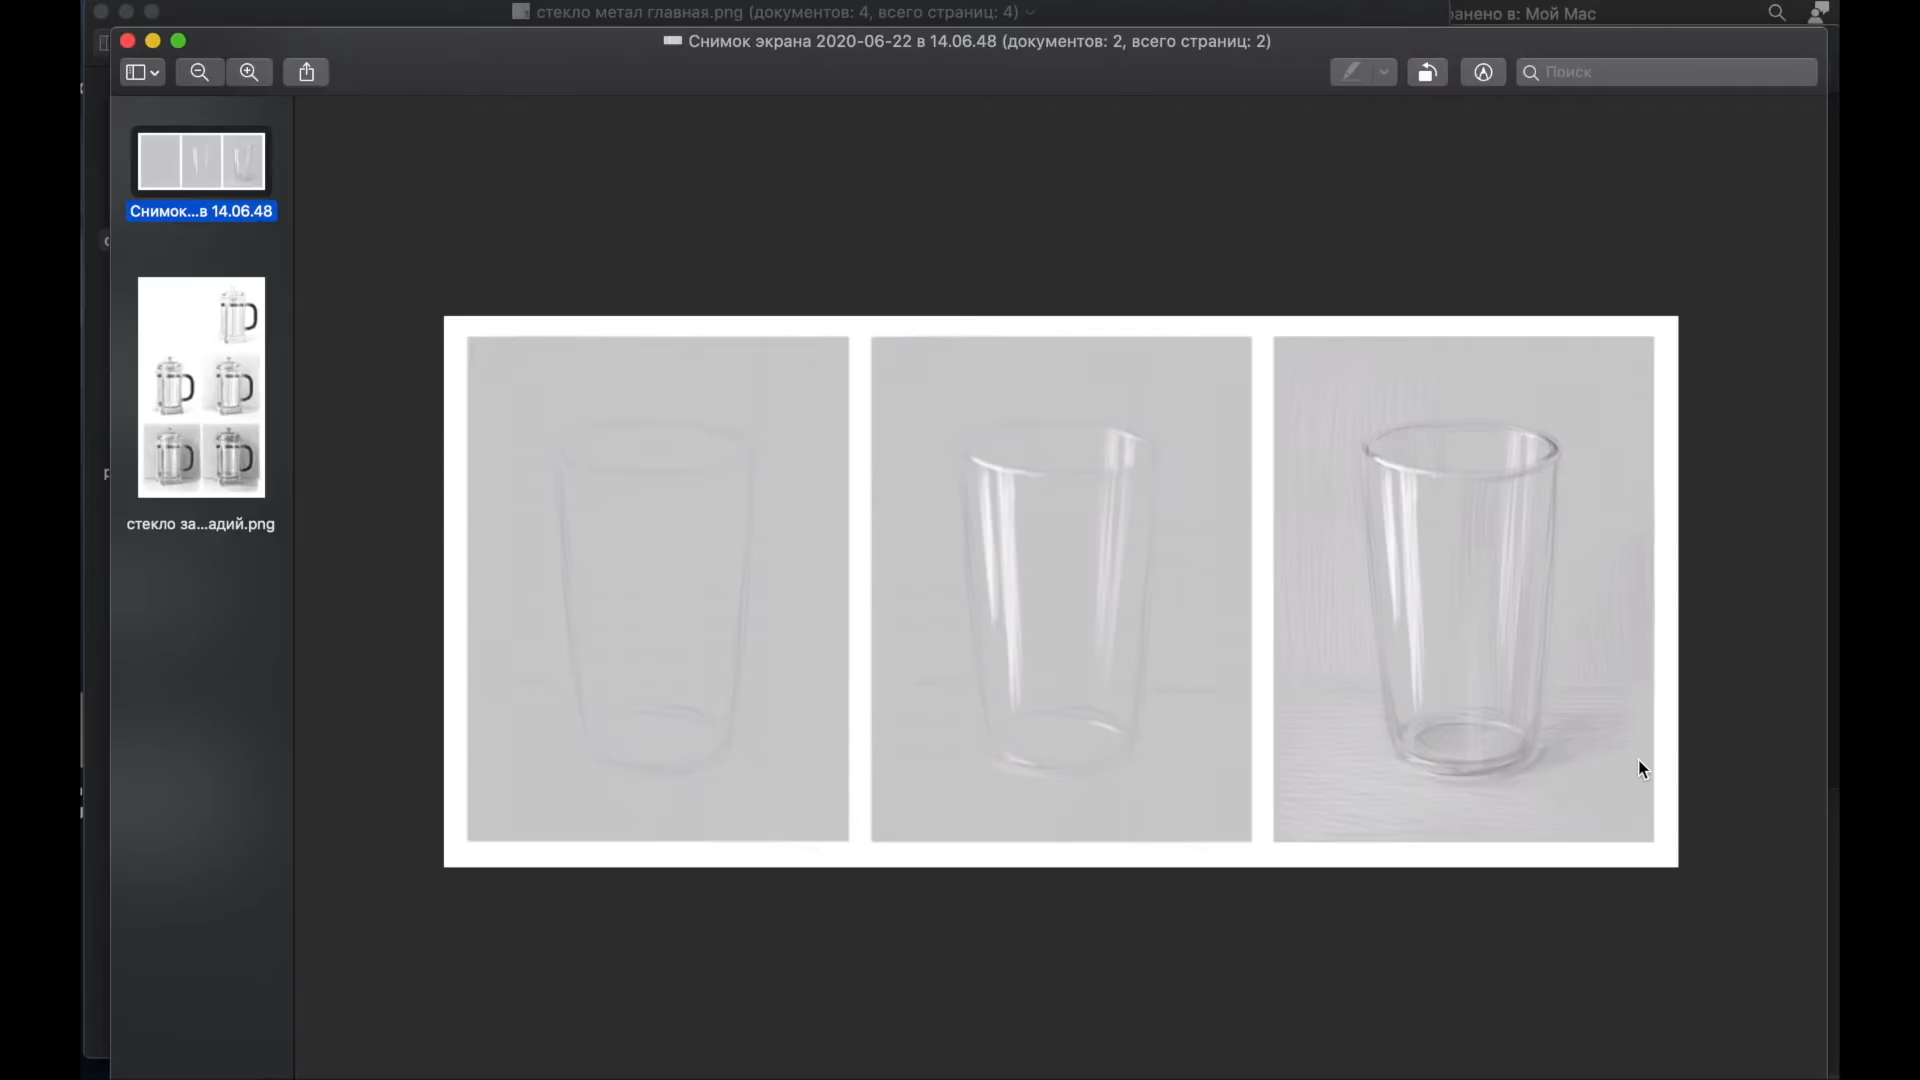 стекло метал главная.png (документов: 4, всего страниц: 4)
анено в: Мой Mac
Снимок экрана 2020-06-22 в 14.06.48 (документов: 2, всего страниц: 2)
Поиск
Снимок...в 14.06.48
стекло за...адий.png